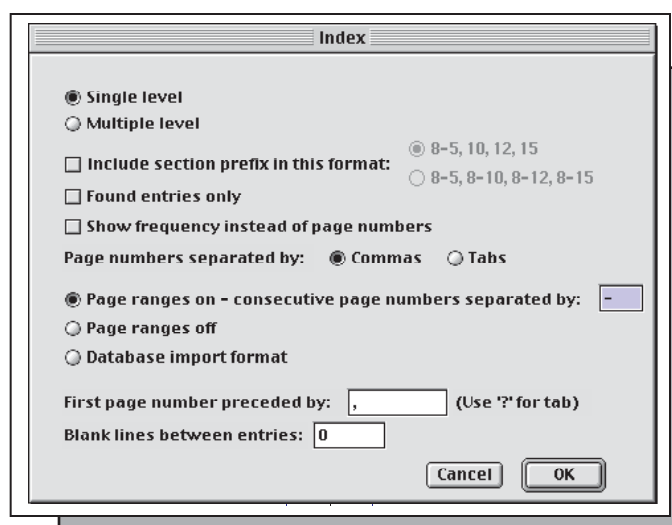 Index
Single level
Multiple level
Include section prefix in this format:
8-5, 10, 12, 15
8-5, 8-10, 8-12, 8-15
Found entries only
Show frequency instead of page numbers
Page numbers separated by: Commas Tabs
Page ranges on - consecutive page numbers separated by: -
Page ranges off
Database import format
First page number preceded by: , (Use '?' for tab)
Blank lines between entries: 0
Cancel OK